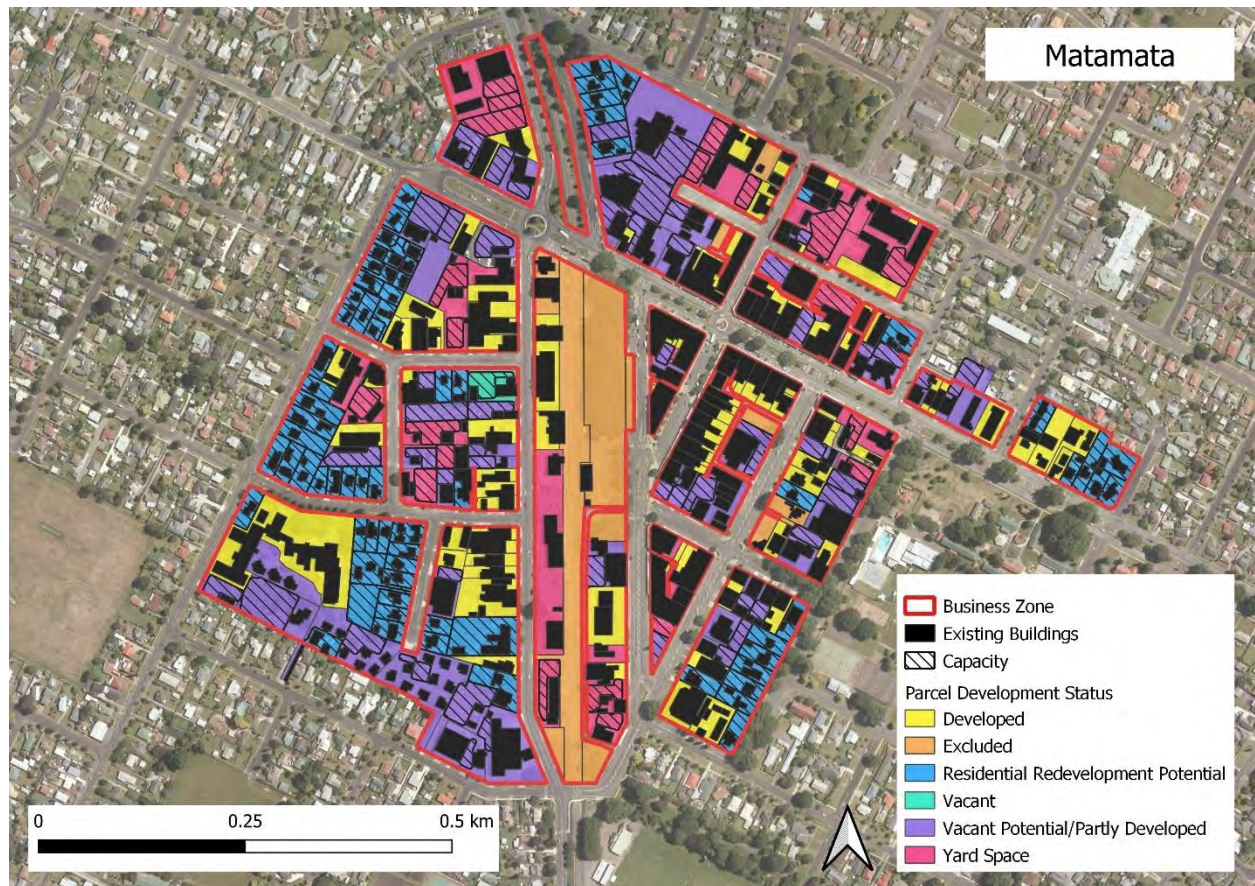 Matamata
Business Zone
Existing Buildings
Capacity
Parcel Development Status
Developed
Excluded
Residential Redevelopment Potential
Vacant
Vacant Potential/Partly Developed
Yard Space
0 0.25 0.5 km